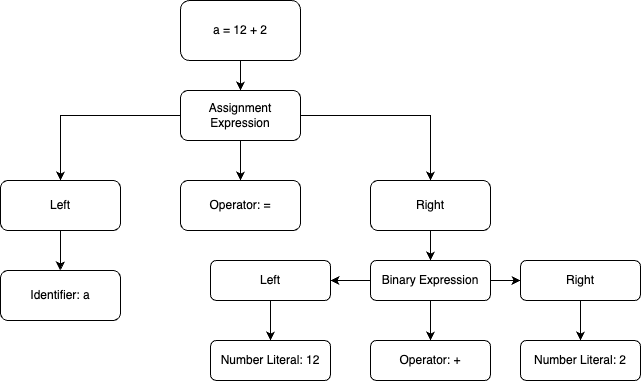 a = 12 + 2
Assignment
Expression
Left
Operator: =
Right
Identifier: a
Left
Binary Expression
Right
Number Literal: 12
Operator: +
Number Literal: 2